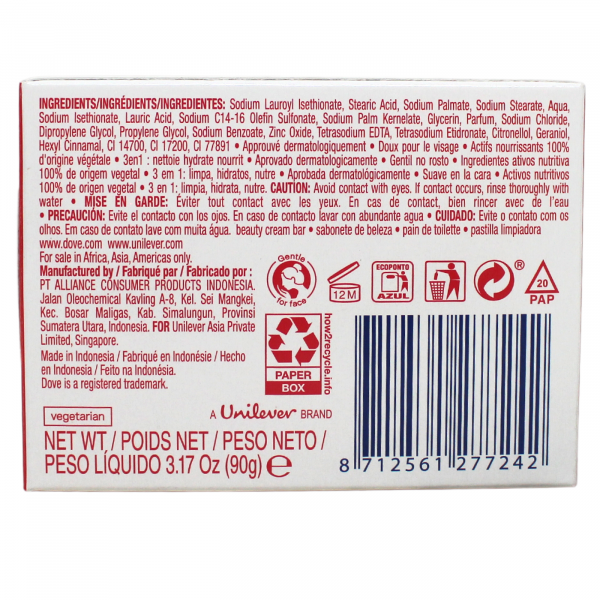 INGREDIENTS/INGRÉDIENTS/INGREDIENTES: Sodium Lauroyl Isethionate, Stearic Acid, Sodium Palmate, Sodium Stearate, Aqua,
Sodium Isethionate, Lauric Acid, Sodium C14-16 Olefin Sulfonate, Sodium Palm Kernelate, Glycerin, Parfum, Sodium Chloride,
Dipropylene Glycol, Propylene Glycol, Sodium Benzoate, Zinc Oxide, Tetrasodium EDTA, Tetrasodium Etidronate, Citronellol, Geraniol,
Hexyl Cinnamal, CI 14700, CI 17200, CI 77891 • Approuvé dermatologiquement • Doux pour le visage • Actifs nourrissants 100%
d'origine végétale • 3en1 : nettoie hydrate nourrit • Aprovado dermatologicamente • Gentil no rosto • Ingredientes ativos nutritiva
100% de origem vegetal • 3 em 1: limpa, hidratos, nutre • Aprobada dermatológicamente • Suave en la cara • Activos nutritivos
100% de origen vegetal • 3 en 1: limpia, hidrata, nutre. CAUTION: Avoid contact with eyes. If contact occurs, rinse thoroughly with
water • MISE EN GARDE: Éviter tout contact avec les yeux. En cas de contact, bien rincer avec de l'eau
• PRECAUCIÓN: Evite el contacto con los ojos. En caso de contacto lavar con abundante agua • CUIDADO: Evite o contato com os
olhos. Em caso de contato lave com muita água. beauty cream bar • sabonete de beleza • pain de toilette • pastilla limpiadora
www.dove.com www.unilever.com
For sale in Africa, Asia, Americas only.
Manufactured by / Fabriqué par / Fabricado por :
PT ALLIANCE CONSUMER PRODUCTS INDONESIA.
Jalan Oleochemical Kavling A-8, Kel. Sei Mangkei,
Kec. Bosar Maligas, Kab. Simalungun, Provinsi
Sumatera Utara, Indonesia. FOR Unilever Asia Private
Limited, Singapore.
Made in Indonesia / Fabriqué en Indonésie / Hecho
en Indonesia / Feito na Indonésia.
Dove is a registered trademark.
Gentle
for face
12 M
ECOPONTO
AZUL
®
20
PAP
how2recycle.info
PAPER
BOX
vegetarian
A Unilever BRAND
NET WT / POIDS NET / PESO NETO /
PESO LÍQUIDO 3.17 Oz (90g) e
8 712561 277242